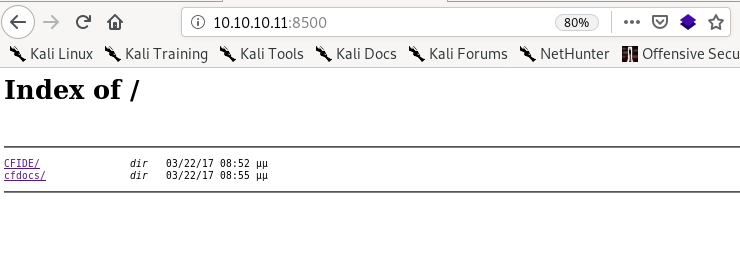 10.10.10.11:8500 80%
Kali Linux Kali Training Kali Tools Kali Docs Kali Forums NetHunter Offensive Secu
Index of /
CFIDE/ dir 03/22/17 08:52 μμ
cfdocs/ dir 03/22/17 08:55 μμ